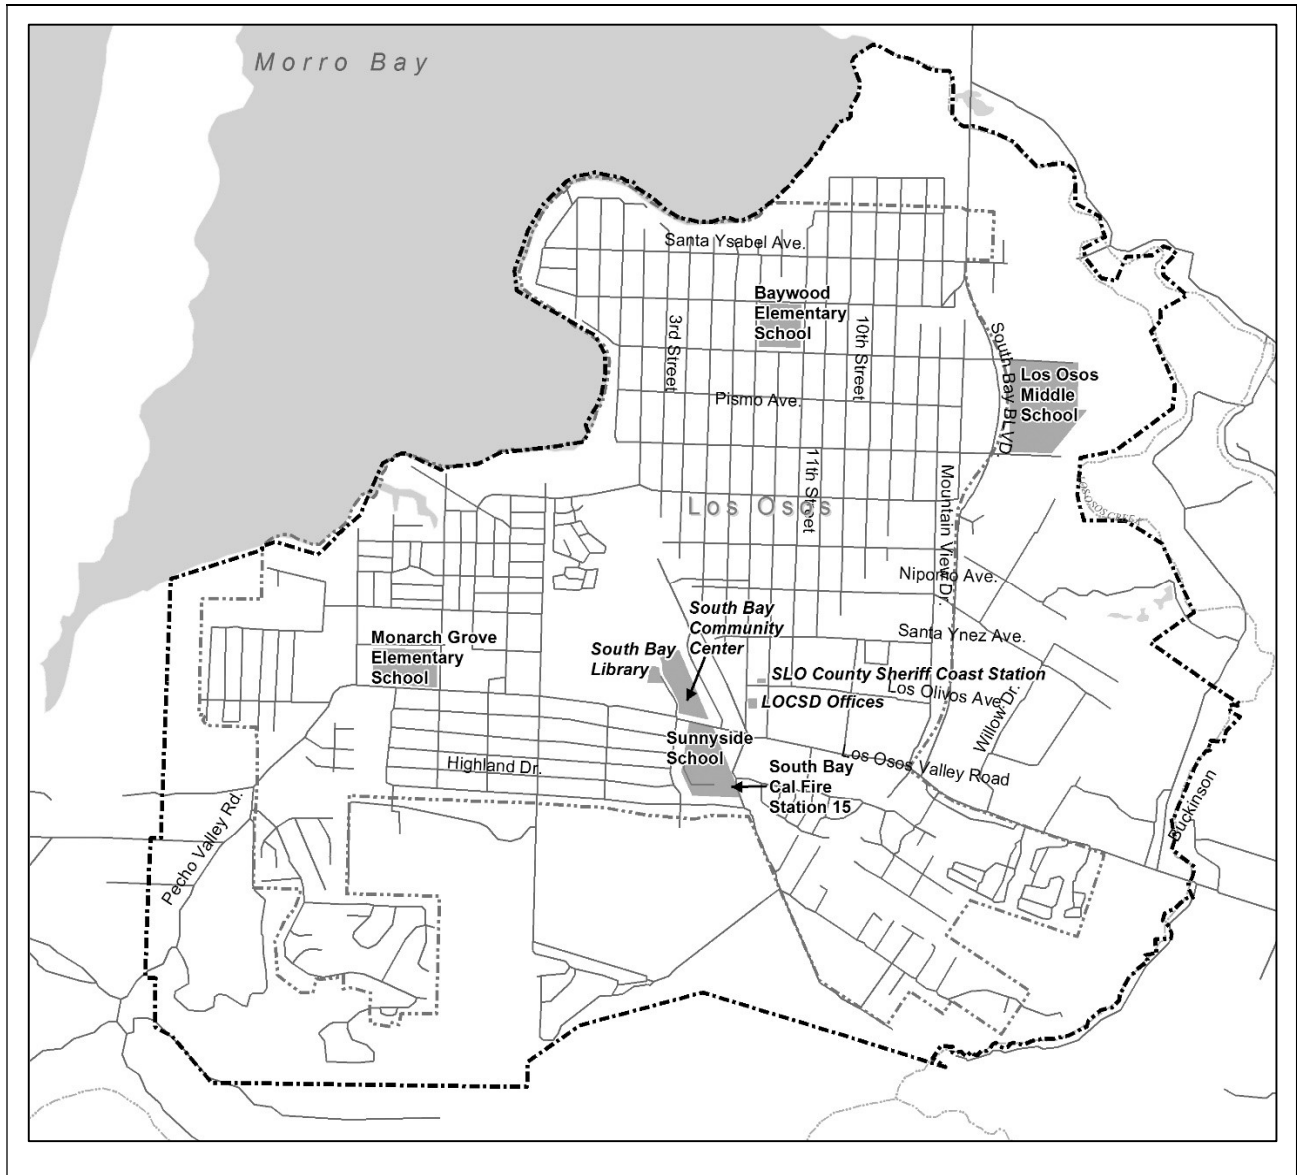 Morro Bay
Santa Ysabel Ave.
Baywood
Elementary
School
3rd Street
10th Street
South Bay BLVD.
Los Osos
Middle
School
Pismo Ave.
11th Street
Los Osos
Mountain View Dr.
LOS OSOS CREEK
Nipomo Ave.
South Bay
Community
Center
Santa Ynez Ave.
Monarch Grove
Elementary
School
South Bay
Library
SLO County Sheriff Coast Station
Los Olivos Ave.
LOCSD Offices
Willow Dr.
Sunnyside
School
Highland Dr.
Los Osos Valley Road
South Bay
Cal Fire
Station 15
Pecho Valley Rd.
Buckinson